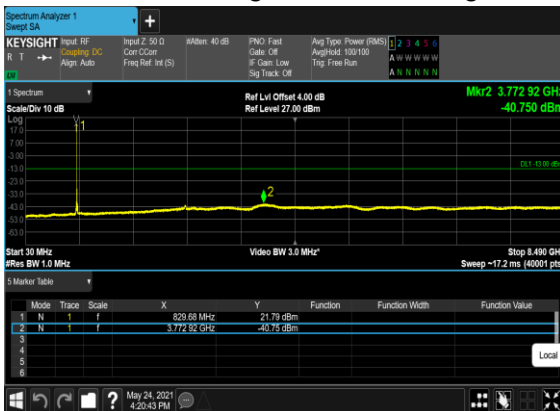 Spectrum Analyzer 1
Swept SA
+
KEYSIGHT Input: RF Input Z: 50 Ω #Atten: 40 dB PNO: Fast Avg Type: Power (RMS) 1 2 3 4 5 6
R T Coupling: DC Corr CCorr Gate: Off Avg|Hold: 100/100 A W W W W W
Align: Auto Freq Ref: Int (S) IF Gain: Low Trig: Free Run
LV Sig Track: Off A N N N N N
1 Spectrum Ref Lvl Offset 4.00 dB Mkr2 3.772 92 GHz
Scale/Div 10 dB Ref Level 27.00 dBm -40.750 dBm
Log
17.0
7.00
-3.00
-13.0
-23.0
-33.0
-43.0
-53.0
-63.0
1
DL1 -13.00 dBm
2
Start 30 MHz Video BW 3.0 MHz* Stop 8.490 GHz
#Res BW 1.0 MHz Sweep ~17.2 ms (40001 pts)
5 Marker Table
Mode Trace Scale X Y Function Function Width Function Value
1 N 1 f 829.68 MHz 21.79 dBm
2 N 1 f 3.772 92 GHz -40.75 dBm
3
4
5
6
Local
? May 24, 2021
4:20:43 PM